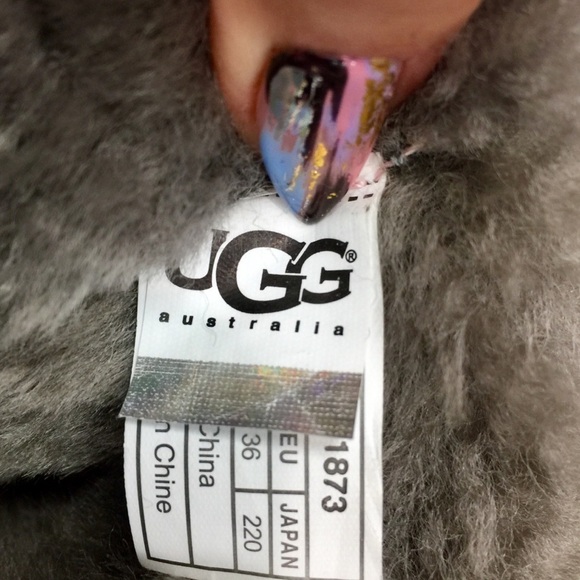 UGG®
australia
1873
EU JAPAN
36 220
China
Chine